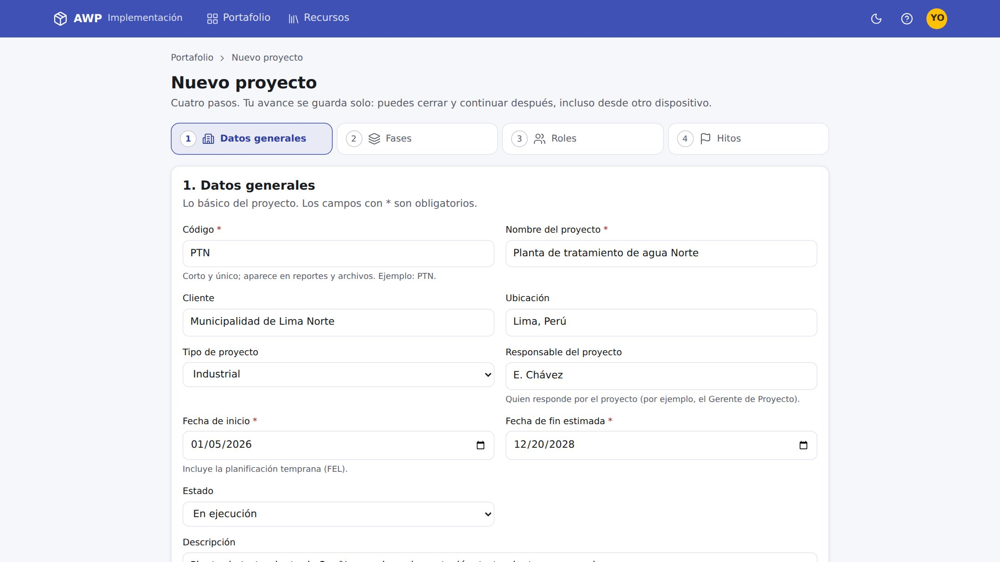 AWP Implementación Portafolio Recursos YO
Portafolio > Nuevo proyecto
Nuevo proyecto
Cuatro pasos. Tu avance se guarda solo: puedes cerrar y continuar después, incluso desde otro dispositivo.
1 Datos generales 2 Fases 3 Roles 4 Hitos
1. Datos generales
Lo básico del proyecto. Los campos con * son obligatorios.
Código * Nombre del proyecto *
PTN Planta de tratamiento de agua Norte
Corto y único; aparece en reportes y archivos. Ejemplo: PTN.
Cliente Ubicación
Municipalidad de Lima Norte Lima, Perú
Tipo de proyecto Responsable del proyecto
Industrial E. Chávez
Quien responde por el proyecto (por ejemplo, el Gerente de Proyecto).
Fecha de inicio * Fecha de fin estimada *
01/05/2026 12/20/2028
Incluye la planificación temprana (FEL).
Estado
En ejecución
Descripción